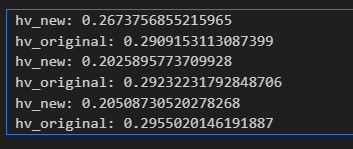 hv_new: 0.2673756855215965
hv_original: 0.2909153113087399
hv_new: 0.2025895773709928
hv_original: 0.29232231792848706
hv_new: 0.20508730520278268
hv_original: 0.2955020146191887